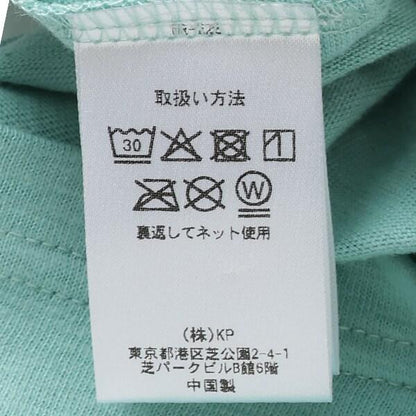 取扱い方法
30
W
裏返してネット使用
(株)KP
東京都港区芝公園2-4-1
芝パークビルB館6階
中国製